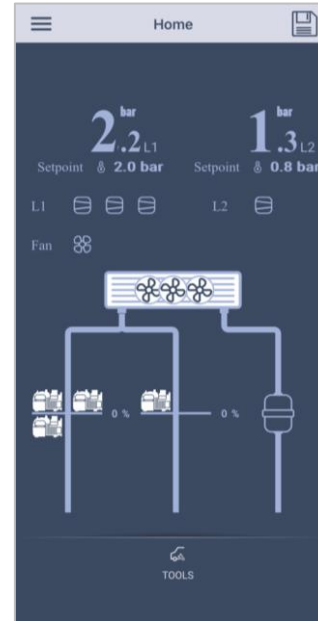 Home
bar bar
2.2 L1 1.3 L2
Setpoint 2.0 bar Setpoint 0.8 bar
L1 L2
Fan
0 % 0 %
TOOLS